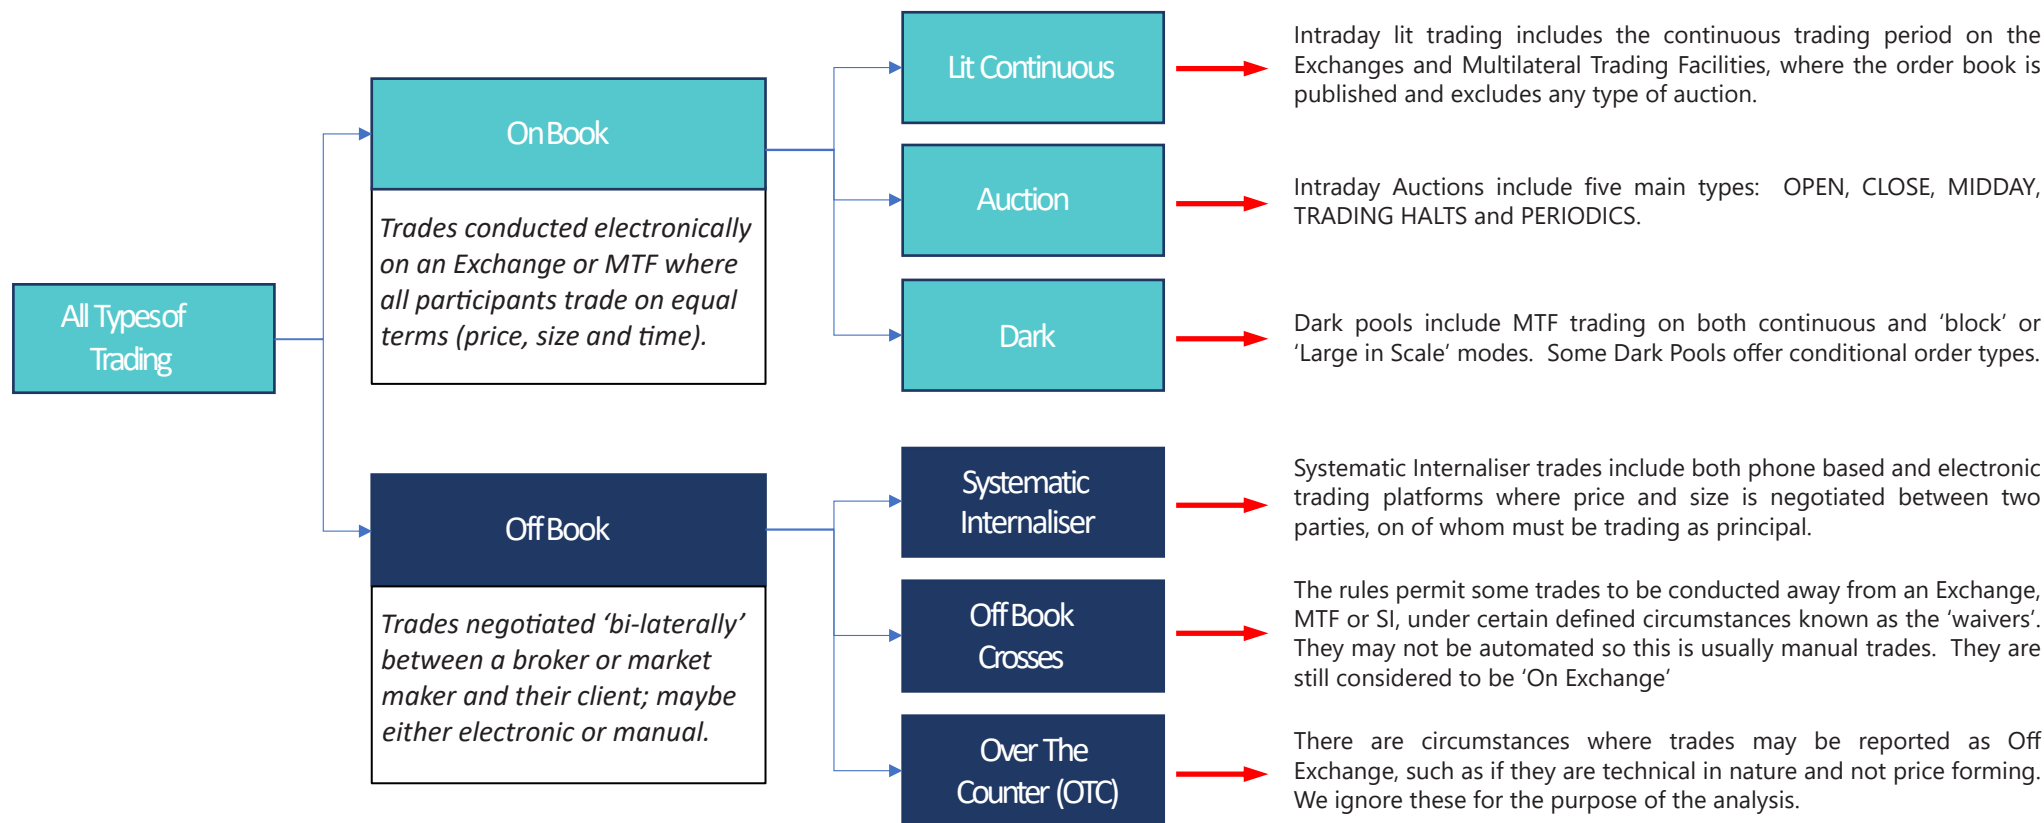 All Types of
Trading
On Book
Trades conducted electronically
on an Exchange or MTF where
all participants trade on equal
terms (price, size and time).
Off Book
Trades negotiated ‘bi-laterally’
between a broker or market
maker and their client; maybe
either electronic or manual.
Lit Continuous
Intraday lit trading includes the continuous trading period on the
Exchanges and Multilateral Trading Facilities, where the order book is
published and excludes any type of auction.
Auction
Intraday Auctions include five main types: OPEN, CLOSE, MIDDAY,
TRADING HALTS and PERIODICS.
Dark
Dark pools include MTF trading on both continuous and ‘block’ or
‘Large in Scale’ modes. Some Dark Pools offer conditional order types.
Systematic
Internaliser
Systematic Internaliser trades include both phone based and electronic
trading platforms where price and size is negotiated between two
parties, on of whom must be trading as principal.
Off Book
Crosses
The rules permit some trades to be conducted away from an Exchange,
MTF or SI, under certain defined circumstances known as the ‘waivers’.
They may not be automated so this is usually manual trades. They are
still considered to be ‘On Exchange’
Over The
Counter (OTC)
There are circumstances where trades may be reported as Off
Exchange, such as if they are technical in nature and not price forming.
We ignore these for the purpose of the analysis.